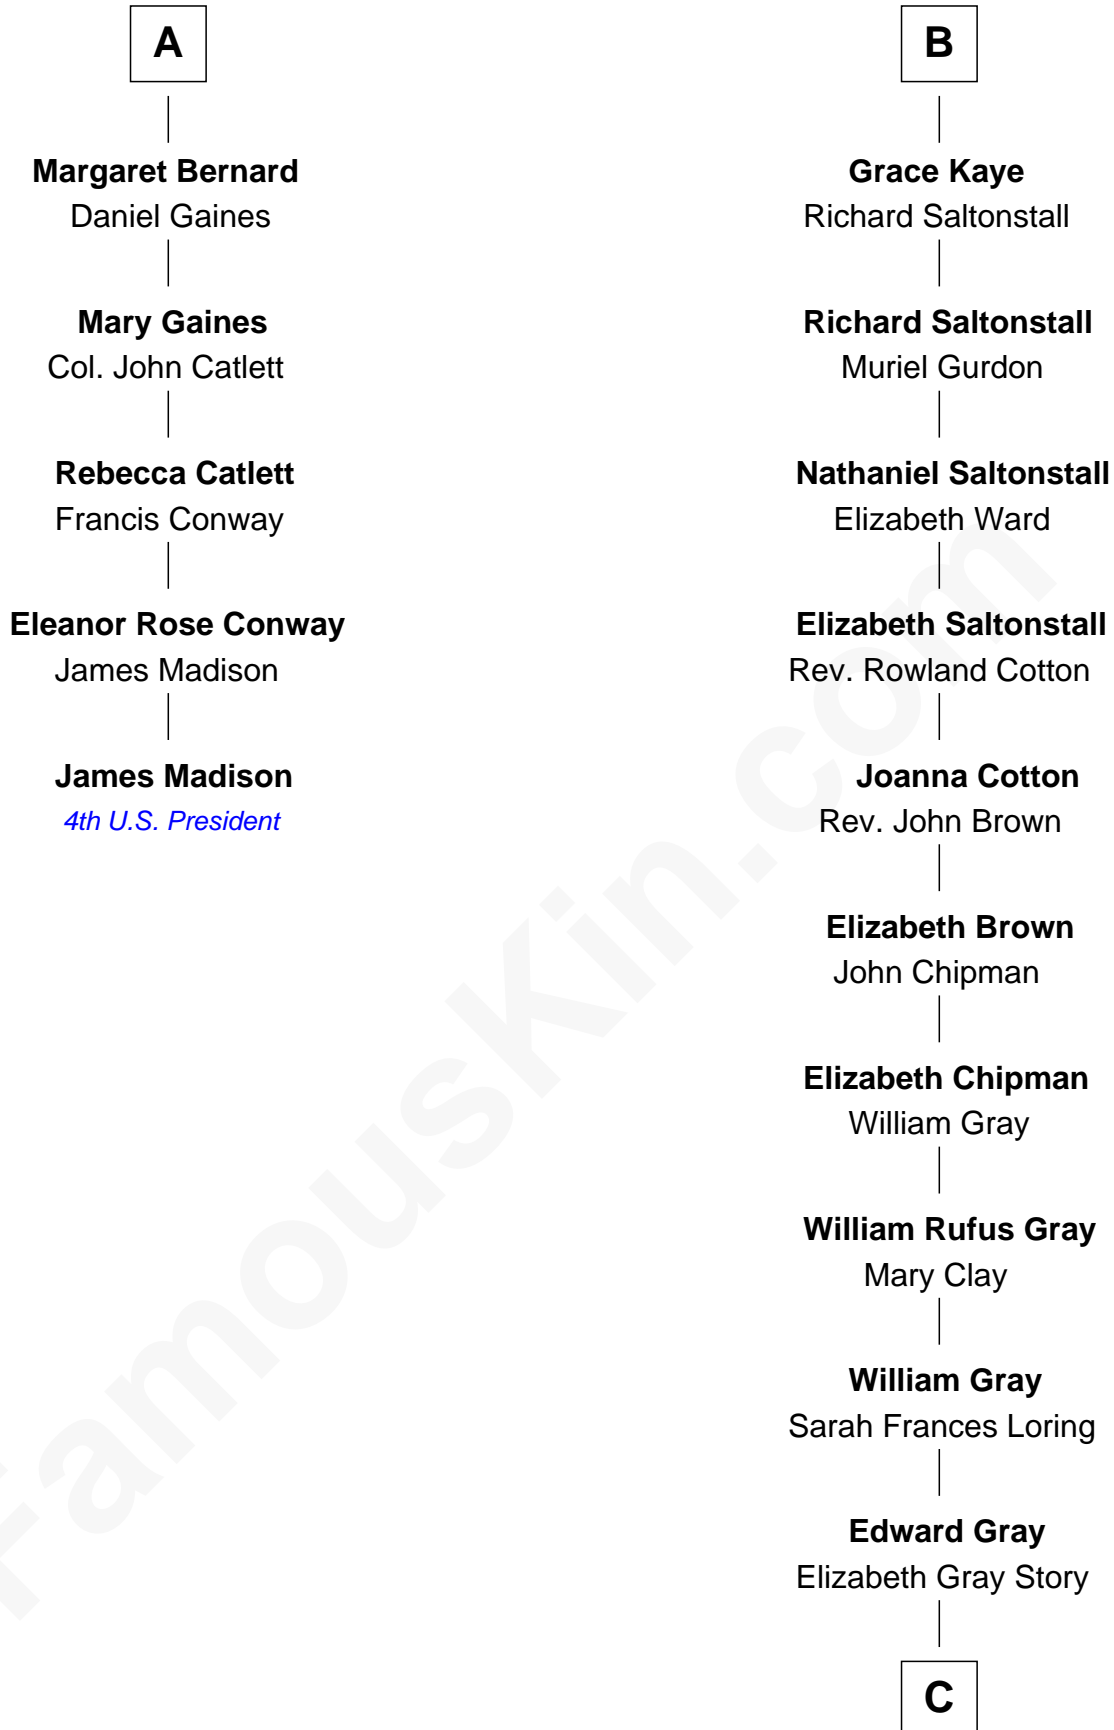 A
Margaret Bernard
Daniel Gaines
Mary Gaines
Col. John Catlett
Rebecca Catlett
Francis Conway
Eleanor Rose Conway
James Madison
James Madison
4th U.S. President
B
Grace Kaye
Richard Saltonstall
Richard Saltonstall
Muriel Gurdon
Nathaniel Saltonstall
Elizabeth Ward
Elizabeth Saltonstall
Rev. Rowland Cotton
Joanna Cotton
Rev. John Brown
Elizabeth Brown
John Chipman
Elizabeth Chipman
William Gray
William Rufus Gray
Mary Clay
William Gray
Sarah Frances Loring
Edward Gray
Elizabeth Gray Story
C
FamousKin.com